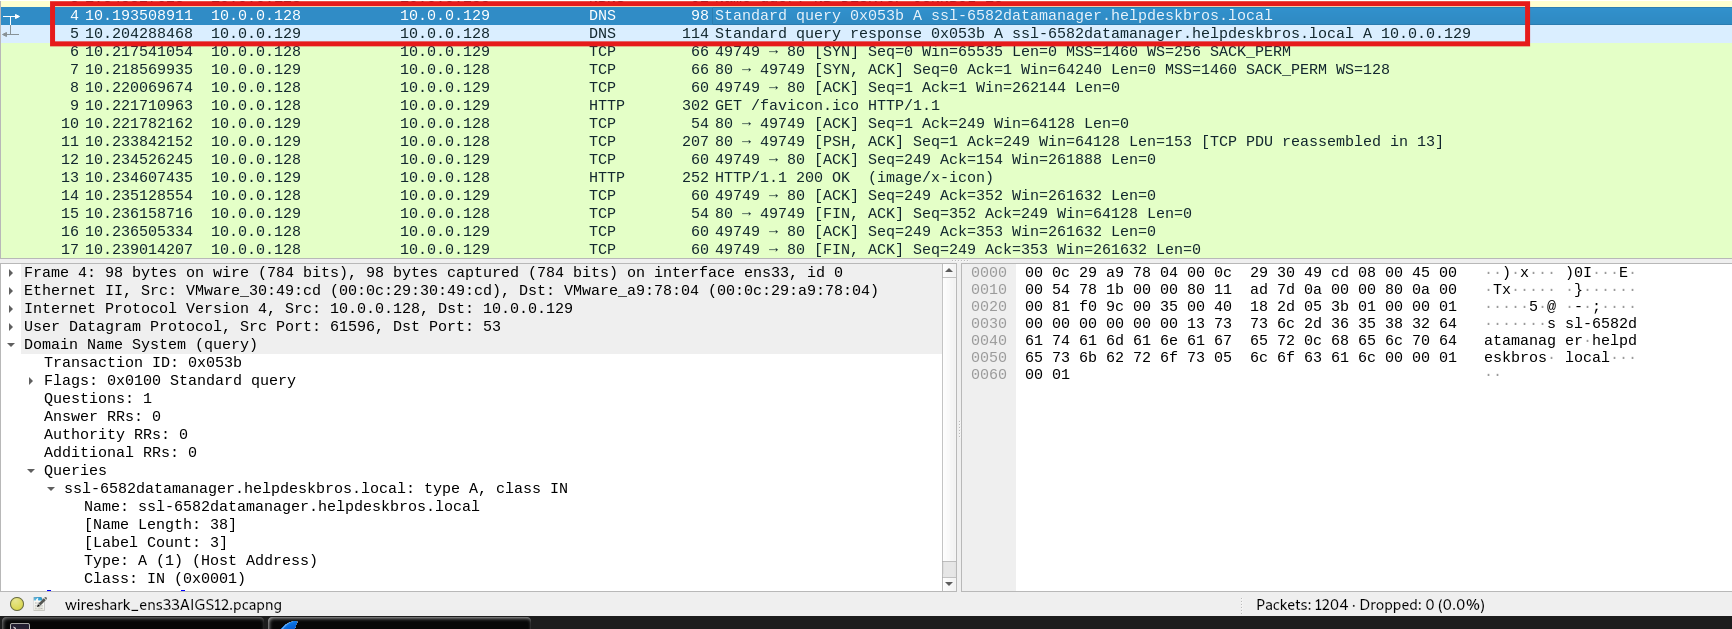 4 10.193508911 10.0.0.128 10.0.0.129 DNS 98 Standard query 0x053b A ssl-6582datamanager.helpdeskbros.local
5 10.204288468 10.0.0.129 10.0.0.128 DNS 114 Standard query response 0x053b A ssl-6582datamanager.helpdeskbros.local A 10.0.0.129
6 10.217541054 10.0.0.128 10.0.0.129 TCP 66 49749 → 80 [SYN] Seq=0 Win=65535 Len=0 MSS=1460 WS=256 SACK_PERM
7 10.218569935 10.0.0.129 10.0.0.128 TCP 66 80 → 49749 [SYN, ACK] Seq=0 Ack=1 Win=64240 Len=0 MSS=1460 SACK_PERM WS=128
8 10.220069674 10.0.0.128 10.0.0.129 TCP 60 49749 → 80 [ACK] Seq=1 Ack=1 Win=262144 Len=0
9 10.221710963 10.0.0.128 10.0.0.129 HTTP 302 GET /favicon.ico HTTP/1.1
10 10.221782162 10.0.0.129 10.0.0.128 TCP 54 80 → 49749 [ACK] Seq=1 Ack=249 Win=64128 Len=0
11 10.233842152 10.0.0.129 10.0.0.128 TCP 207 80 → 49749 [PSH, ACK] Seq=1 Ack=249 Win=64128 Len=153 [TCP PDU reassembled in 13]
12 10.234526245 10.0.0.128 10.0.0.129 TCP 60 49749 → 80 [ACK] Seq=249 Ack=154 Win=261888 Len=0
13 10.234607435 10.0.0.129 10.0.0.128 HTTP 252 HTTP/1.1 200 OK (image/x-icon)
14 10.235128554 10.0.0.128 10.0.0.129 TCP 60 49749 → 80 [ACK] Seq=249 Ack=352 Win=261632 Len=0
15 10.236158716 10.0.0.129 10.0.0.128 TCP 54 80 → 49749 [FIN, ACK] Seq=352 Ack=249 Win=64128 Len=0
16 10.236505334 10.0.0.128 10.0.0.129 TCP 60 49749 → 80 [ACK] Seq=249 Ack=353 Win=261632 Len=0
17 10.239014207 10.0.0.128 10.0.0.129 TCP 60 49749 → 80 [FIN, ACK] Seq=249 Ack=353 Win=261632 Len=0
Frame 4: 98 bytes on wire (784 bits), 98 bytes captured (784 bits) on interface ens33, id 0
Ethernet II, Src: VMware_30:49:cd (00:0c:29:30:49:cd), Dst: VMware_a9:78:04 (00:0c:29:a9:78:04)
Internet Protocol Version 4, Src: 10.0.0.128, Dst: 10.0.0.129
User Datagram Protocol, Src Port: 61596, Dst Port: 53
Domain Name System (query)
Transaction ID: 0x053b
Flags: 0x0100 Standard query
Questions: 1
Answer RRs: 0
Authority RRs: 0
Additional RRs: 0
Queries
ssl-6582datamanager.helpdeskbros.local: type A, class IN
Name: ssl-6582datamanager.helpdeskbros.local
[Name Length: 38]
[Label Count: 3]
Type: A (1) (Host Address)
Class: IN (0x0001)
0000 00 0c 29 a9 78 04 00 0c 29 30 49 cd 08 00 45 00 ··)·x··· )0I···E·
0010 00 54 78 1b 00 00 80 11 ad 7d 0a 00 00 80 0a 00 ·Tx····· ·}······
0020 00 81 f0 9c 00 35 00 40 18 2d 05 3b 01 00 00 01 ·····5·@ ·-·;····
0030 00 00 00 00 00 00 13 73 73 6c 2d 36 35 38 32 64 ·······s sl-6582d
0040 61 74 61 6d 61 6e 61 67 65 72 0c 68 65 6c 70 64 atamanag er·helpd
0050 65 73 6b 62 72 6f 73 05 6c 6f 63 61 6c 00 00 01 eskbros· local···
0060 00 01 ··
wireshark_ens33AIGS12.pcapng
Packets: 1204 · Dropped: 0 (0.0%)